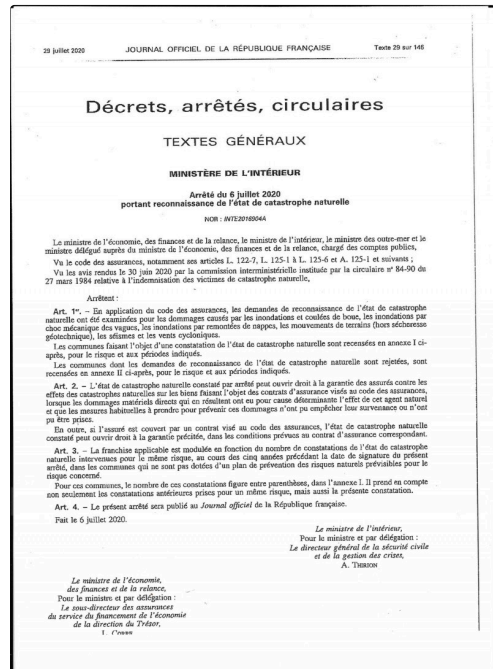 29 juillet 2020
JOURNAL OFFICIEL DE LA RÉPUBLIQUE FRANÇAISE
Texte 29 sur 146
Décrets, arrêtés, circulaires
TEXTES GÉNÉRAUX
MINISTÈRE DE L'INTÉRIEUR
Arrêté du 6 juillet 2020
portant reconnaissance de l'état de catastrophe naturelle
NOR : INTE2016904A
Le ministre de l'économie, des finances et de la relance, le ministre de l'intérieur, le ministre des outre-mer et le
ministre délégué auprès du ministre de l'économie, des finances et de la relance, chargé des comptes publics,
Vu le code des assurances, notamment ses articles L. 122-7, L. 125-1 à L. 125-6 et A. 125-1 et suivants ;
Vu les avis rendus le 30 juin 2020 par la commission interministérielle instituée par la circulaire n° 84-90 du
27 mars 1984 relative à l'indemnisation des victimes de catastrophe naturelle,
Arrêtent :
Art. 1er. – En application du code des assurances, les demandes de reconnaissance de l'état de catastrophe
naturelle ont été examinées pour les dommages causés par les inondations et coulées de boue, les inondations par
choc mécanique des vagues, les inondations par remontées de nappes, les mouvements de terrains (hors sécheresse
géotechnique), les séismes et les vents cycloniques.
Les communes faisant l'objet d'une constatation de l'état de catastrophe naturelle sont recensées en annexe I ci-
après, pour le risque et aux périodes indiqués.
Les communes dont les demandes de reconnaissance de l'état de catastrophe naturelle sont rejetées, sont
recensées en annexe II ci-après, pour le risque et aux périodes indiqués.
Art. 2. – L'état de catastrophe naturelle constaté par arrêté peut ouvrir droit à la garantie des assurés contre les
effets des catastrophes naturelles sur les biens faisant l'objet des contrats d'assurance visés au code des assurances,
lorsque les dommages matériels directs qui en résultent ont eu pour cause déterminante l'effet de cet agent naturel
et que les mesures habituelles à prendre pour prévenir ces dommages n'ont pu empêcher leur survenance ou n'ont
pu être prises.
En outre, si l'assuré est couvert par un contrat visé au code des assurances, l'état de catastrophe naturelle
constaté peut ouvrir droit à la garantie précitée, dans les conditions prévues au contrat d'assurance correspondant.
Art. 3. – La franchise applicable est modulée en fonction du nombre de constatations de l'état de catastrophe
naturelle intervenues pour le même risque, au cours des cinq années précédant la date de signature du présent
arrêté, dans les communes qui ne sont pas dotées d'un plan de prévention des risques naturels prévisibles pour le
risque concerné.
Pour ces communes, le nombre de ces constatations figure entre parenthèses, dans l'annexe I. Il prend en compte
non seulement les constatations antérieures prises pour un même risque, mais aussi la présente constatation.
Art. 4. – Le présent arrêté sera publié au Journal officiel de la République française.
Fait le 6 juillet 2020.
Le ministre de l'intérieur,
Pour le ministre et par délégation :
Le directeur général de la sécurité civile
et de la gestion des crises,
A. THIRION
Le ministre de l'économie,
des finances et de la relance,
Pour le ministre et par délégation :
Le sous-directeur des assurances
du service du financement de l'économie
de la direction du Trésor,